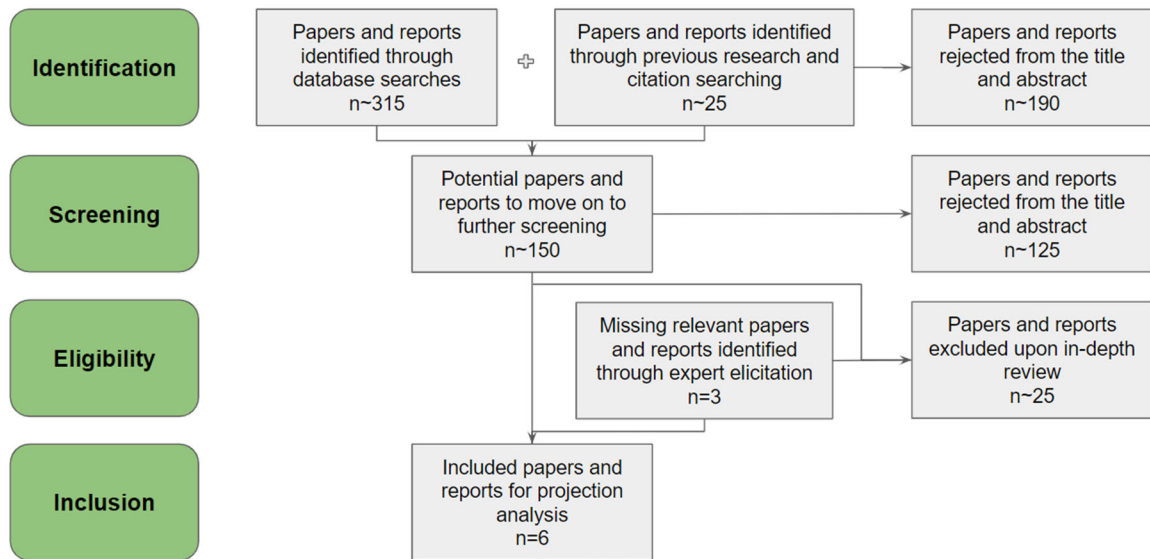 Identification
Papers and reports
identified through
database searches
n~315
Papers and reports identified
through previous research and
citation searching
n~25
Papers and reports
rejected from the title
and abstract
n~190
Screening
Potential papers and
reports to move on to
further screening
n~150
Papers and reports
rejected from the title
and abstract
n~125
Eligibility
Missing relevant papers
and reports identified
through expert elicitation
n=3
Papers and reports
excluded upon in-depth
review
n~25
Inclusion
Included papers and
reports for projection
analysis
n=6